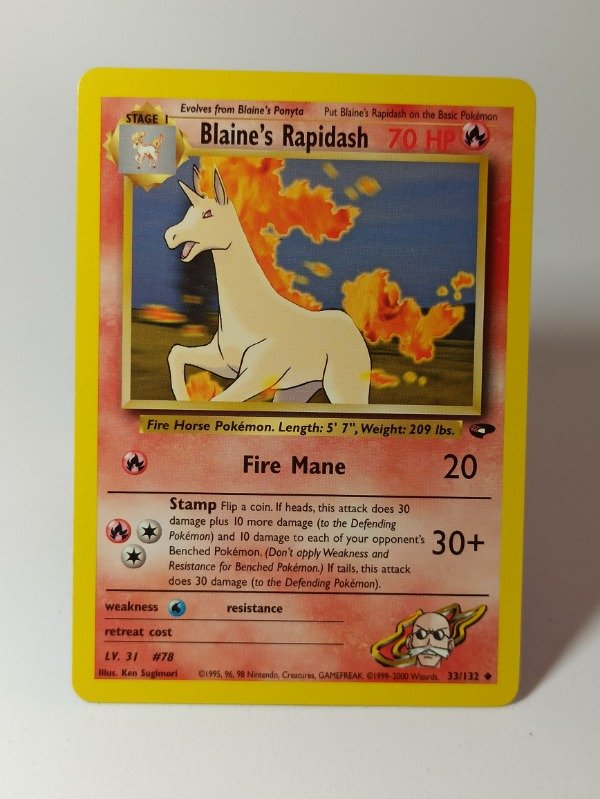 Evolves from Blaine's Ponyta Put Blaine's Rapidash on the Basic Pokémon
STAGE 1
Blaine's Rapidash 70 HP
Fire Horse Pokémon. Length: 5' 7", Weight: 209 lbs.
Fire Mane 20
Stamp Flip a coin. If heads, this attack does 30
damage plus 10 more damage (to the Defending
Pokémon) and 10 damage to each of your opponent's
Benched Pokémon. (Don't apply Weakness and
Resistance for Benched Pokémon.) If tails, this attack
does 30 damage (to the Defending Pokémon).
30+
weakness resistance
retreat cost
LV. 31 #78
Illus. Ken Sugimori ©1995, 96, 98 Nintendo, Creatures, GAMEFREAK. ©1999-2000 Wizards. 33/132